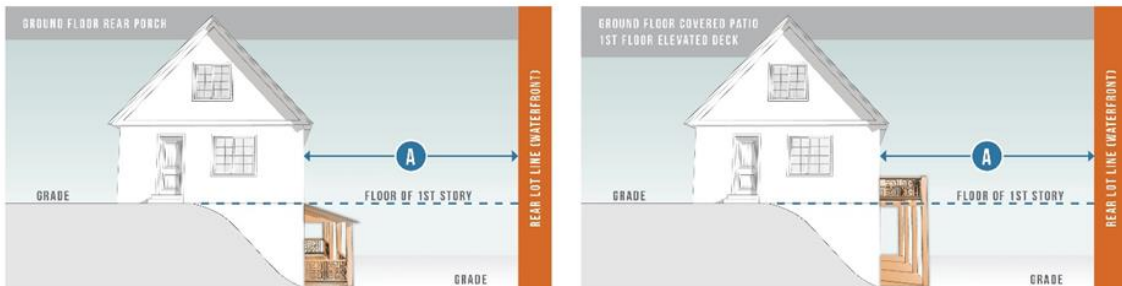 GROUND FLOOR REAR PORCH
A
GRADE
FLOOR OF 1ST STORY
GRADE
REAR LOT LINE (WATERFRONT)
GROUND FLOOR COVERED PATIO
1ST FLOOR ELEVATED DECK
A
GRADE
FLOOR OF 1ST STORY
GRADE
REAR LOT LINE (WATERFRONT)